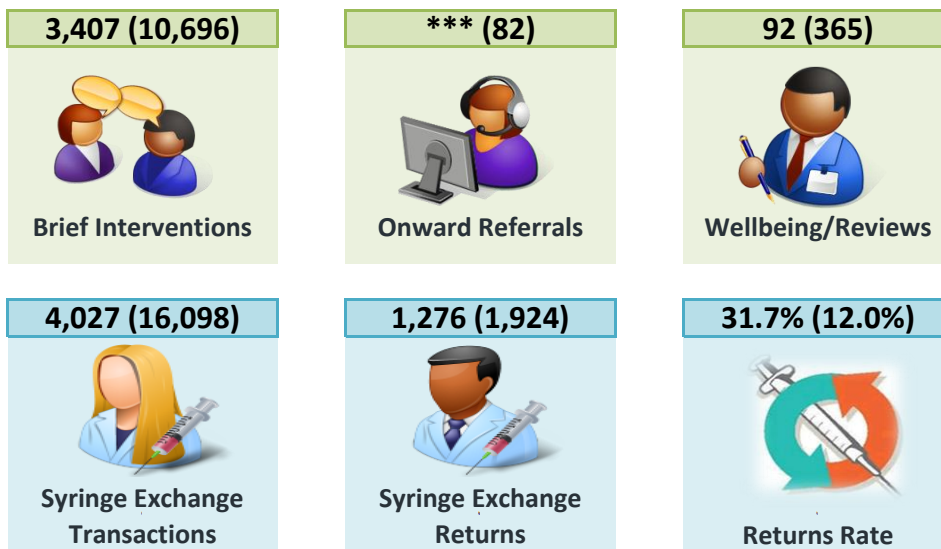 3,407 (10,696)
*** (82)
92 (365)
Brief Interventions
Onward Referrals
Wellbeing/Reviews
4,027 (16,098)
1,276 (1,924)
31.7% (12.0%)
Syringe Exchange
Transactions
Syringe Exchange
Returns
Returns Rate